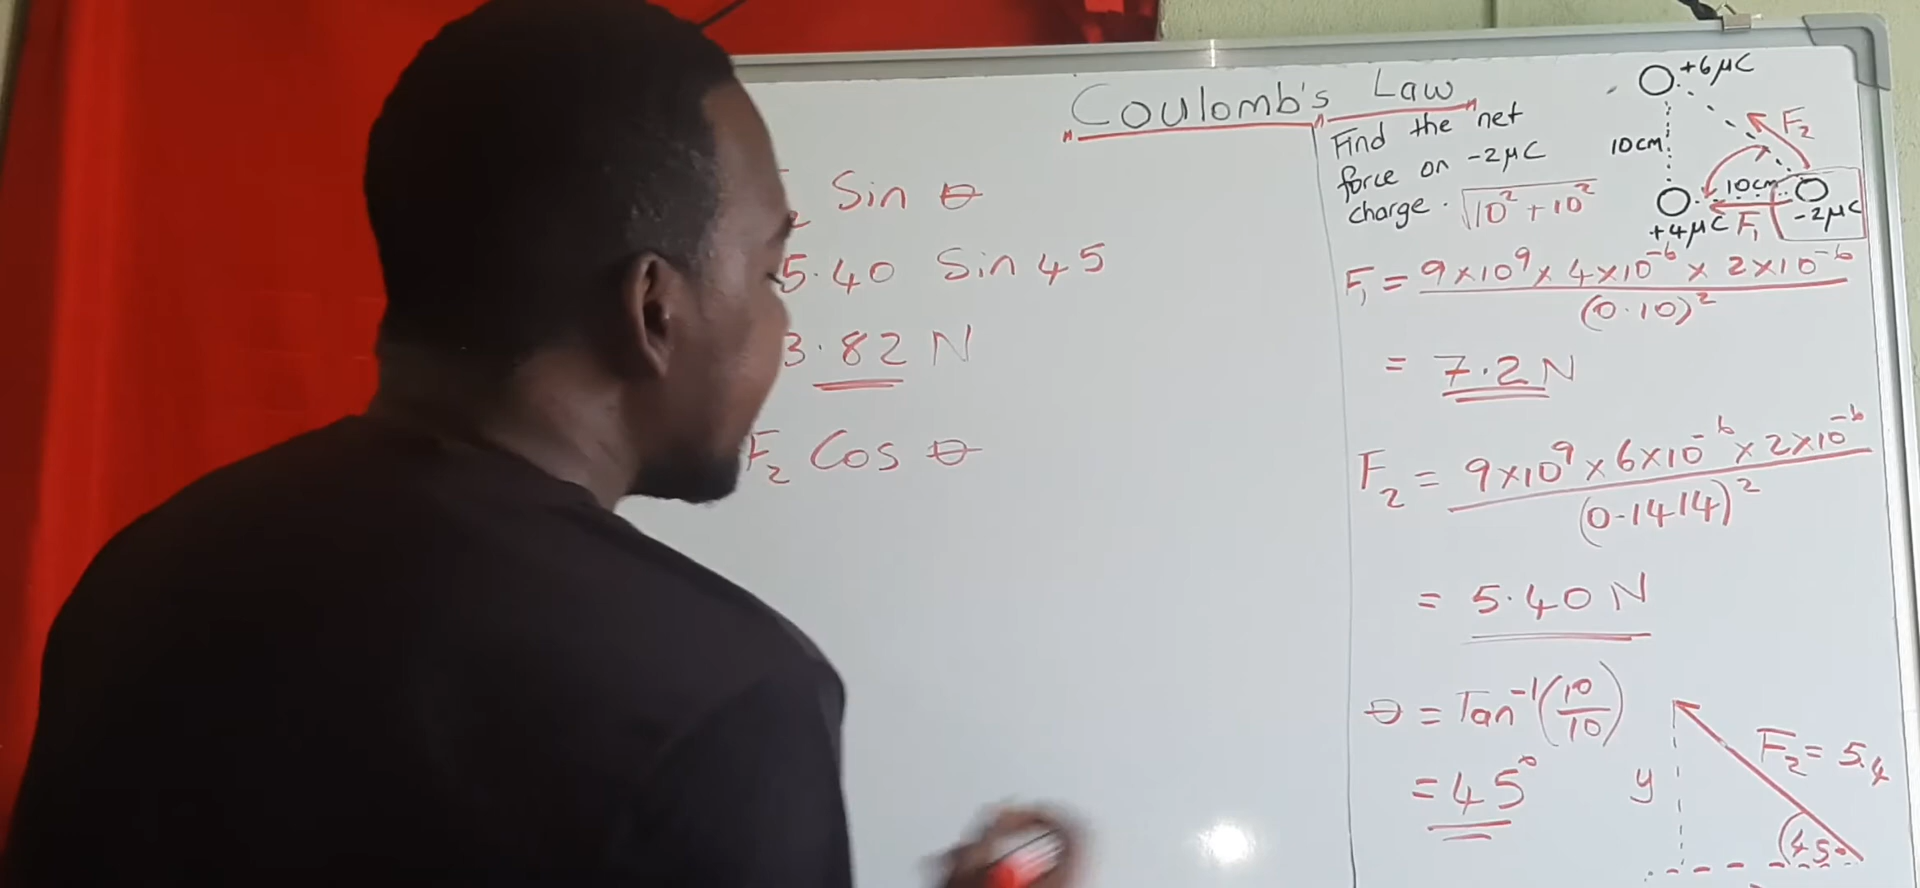 Coulomb's Law
Find the net
force on -2μC
charge. √10² + 10²
+6μC
10cm
F₂
10cm
+4μC
F₁
-2μC
F₁ = 9×10⁹ × 4×10⁻⁶ × 2×10⁻⁶
(0.10)²
= 7.2N
F₂ = 9×10⁹ × 6×10⁻⁶ × 2×10⁻⁶
(0.1414)²
= 5.40 N
θ = Tan⁻¹(10/10)
= 45°
F₂ = 5.4
y
45°
₂ Sin θ
5.40 Sin 45
3.82 N
F₂ Cos θ